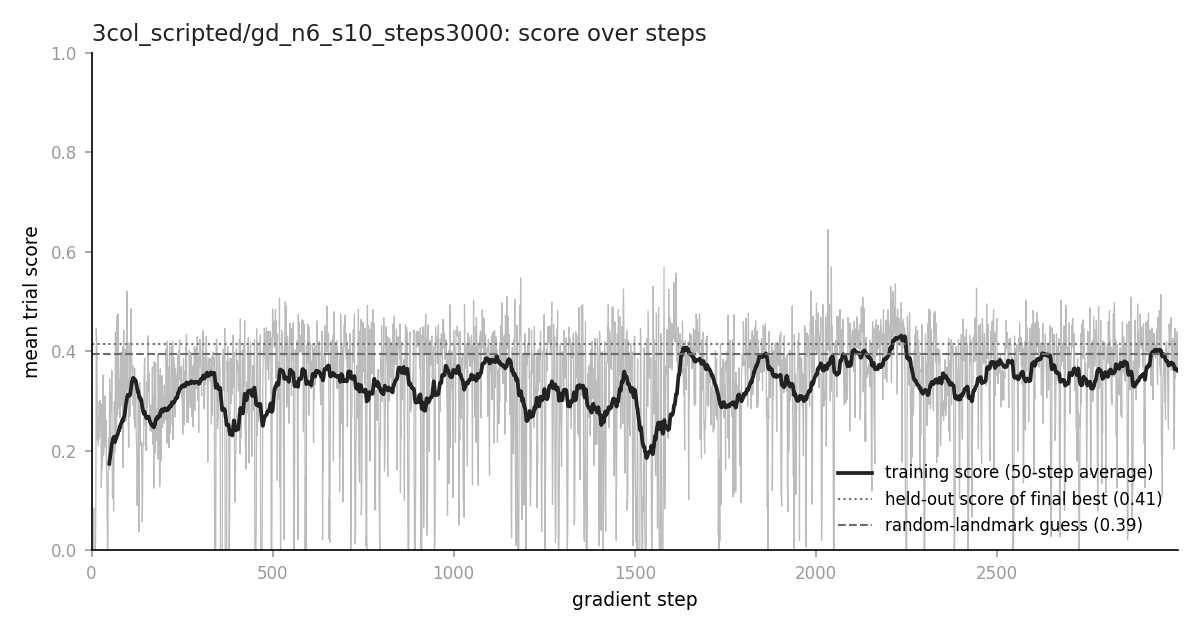 3col_scripted/gd_n6_s10_steps3000: score over steps
1.0
0.8
0.6
0.4
0.2
0.0
mean trial score
training score (50-step average)
held-out score of final best (0.41)
random-landmark guess (0.39)
0 500 1000 1500 2000 2500
gradient step